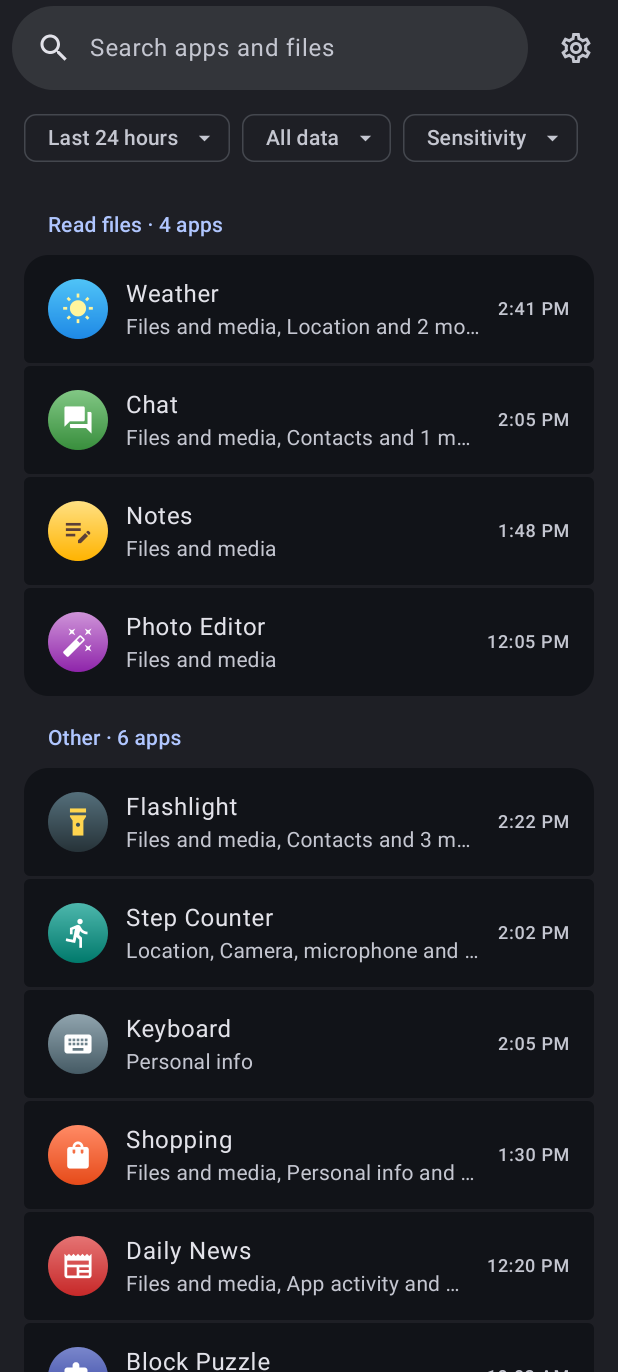 Search apps and files
Last 24 hours
All data
Sensitivity
Read files · 4 apps
Weather
Files and media, Location and 2 mo…
2:41 PM
Chat
Files and media, Contacts and 1 m…
2:05 PM
Notes
Files and media
1:48 PM
Photo Editor
Files and media
12:05 PM
Other · 6 apps
Flashlight
Files and media, Contacts and 3 m…
2:22 PM
Step Counter
Location, Camera, microphone and …
2:02 PM
Keyboard
Personal info
2:05 PM
Shopping
Files and media, Personal info and …
1:30 PM
Daily News
Files and media, App activity and …
12:20 PM
Block Puzzle